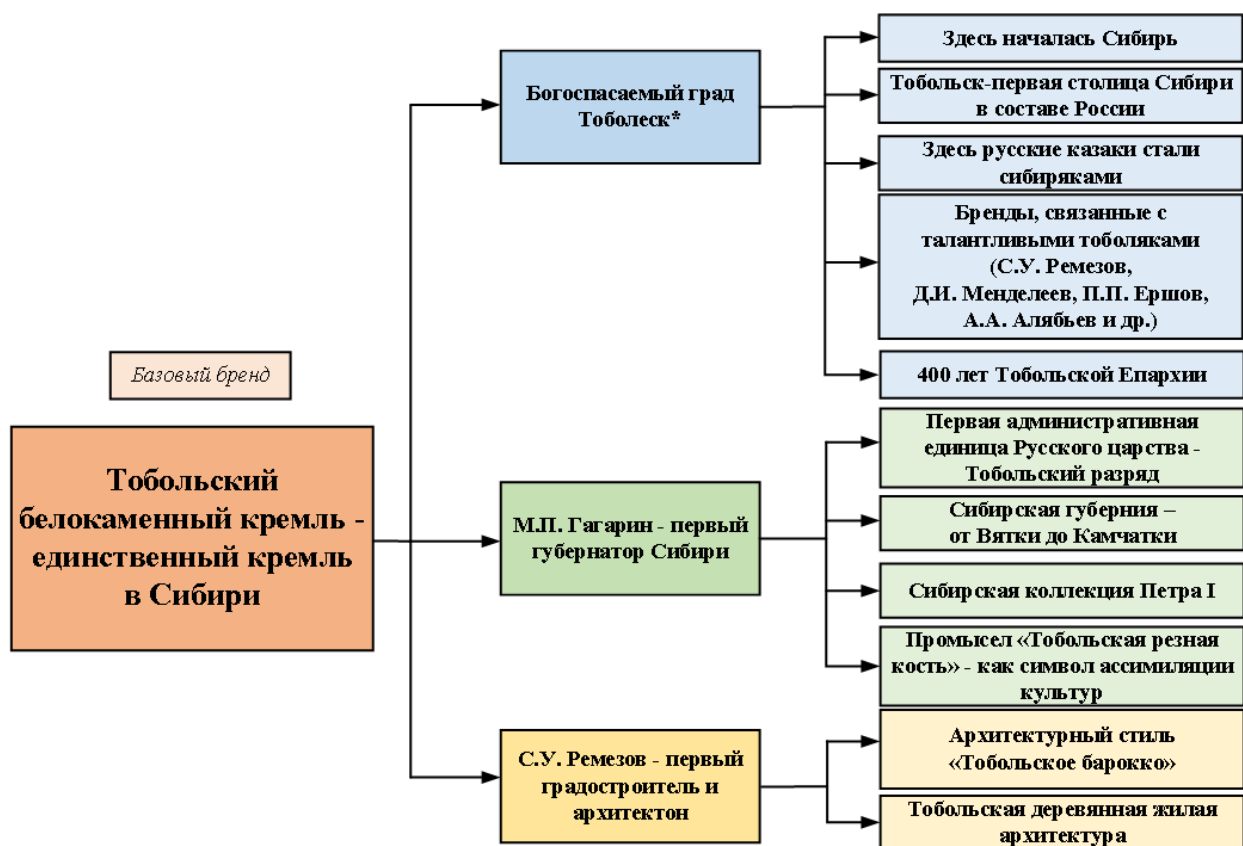 Базовый бренд
Тобольский
белокаменный кремль -
единственный кремль
в Сибири
Богоспасаемый град
Тоболеск*
Здесь началась Сибирь
Тобольск-первая столица Сибири
в составе России
Здесь русские казаки стали
сибиряками
Бренды, связанные с
талантливыми тоболяками
(С.У. Ремезов,
Д.И. Менделеев, П.П. Ершов,
А.А. Алябьев и др.)
400 лет Тобольской Епархии
М.П. Гагарин - первый
губернатор Сибири
Первая административная
единица Русского царства -
Тобольский разряд
Сибирская губерния –
от Вятки до Камчатки
Сибирская коллекция Петра I
Промысел «Тобольская резная
кость» - как символ ассимиляции
культур
С.У. Ремезов - первый
градостроитель и
архитектон
Архитектурный стиль
«Тобольское барокко»
Тобольская деревянная жилая
архитектура